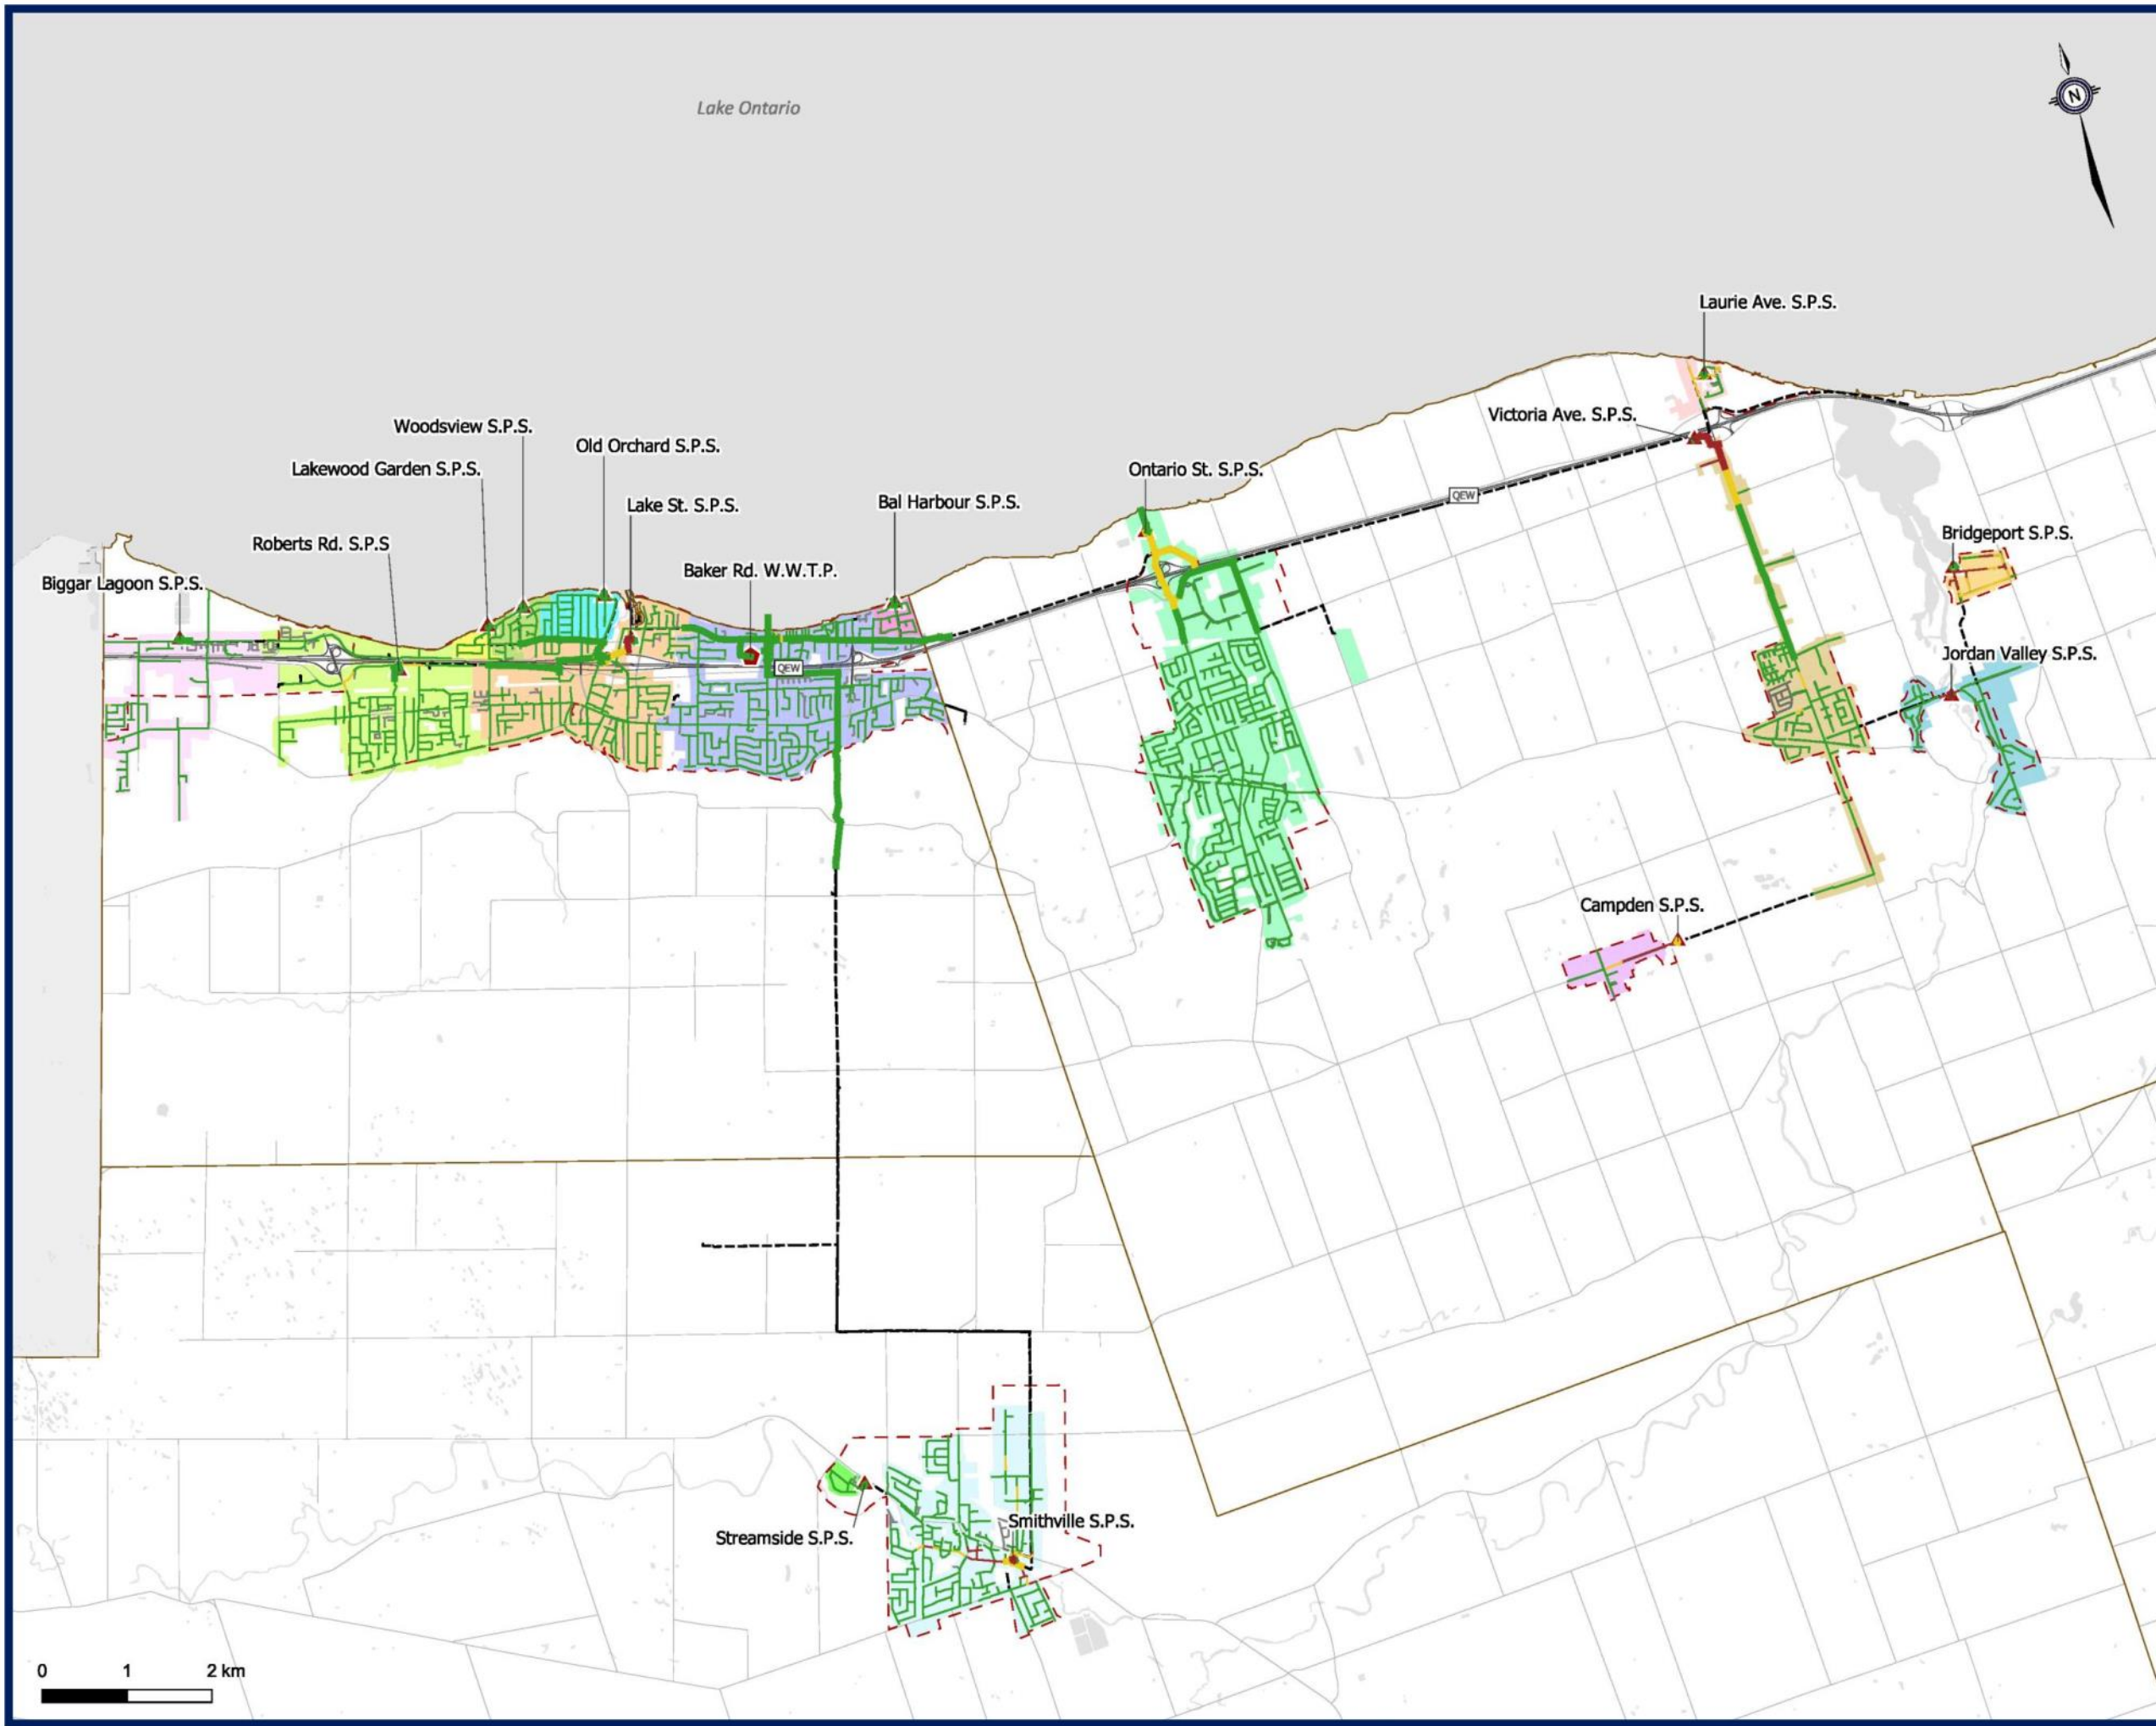 N
Lake Ontario
Laurie Ave. S.P.S.
Victoria Ave. S.P.S.
Woodsview S.P.S.
Old Orchard S.P.S.
Lakewood Garden S.P.S.
Ontario St. S.P.S.
Lake St. S.P.S.
Bal Harbour S.P.S.
QEW
Roberts Rd. S.P.S
Bridgeport S.P.S.
Biggar Lagoon S.P.S.
Baker Rd. W.W.T.P.
QEW
Jordan Valley S.P.S.
Campden S.P.S.
Streamside S.P.S.
Smithville S.P.S.
0 1 2 km